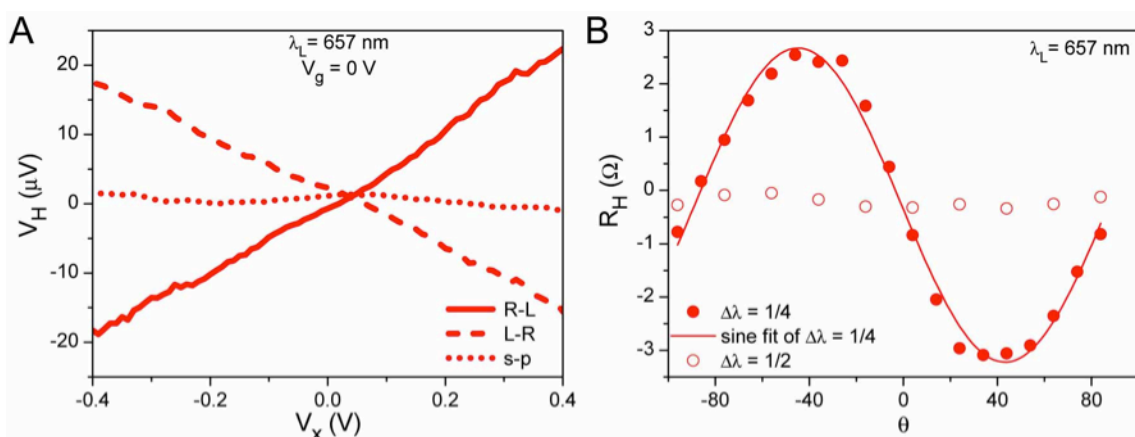 A
λL= 657 nm
Vg = 0 V
VH (μV)
20
10
0
-10
-20
R-L
L-R
s-p
-0.4
-0.2
0.0
0.2
0.4
Vx (V)
B
λL= 657 nm
RH (Ω)
3
2
1
0
-1
-2
-3
Δλ = 1/4
sine fit of Δλ = 1/4
Δλ = 1/2
-80
-40
0
40
80
θ